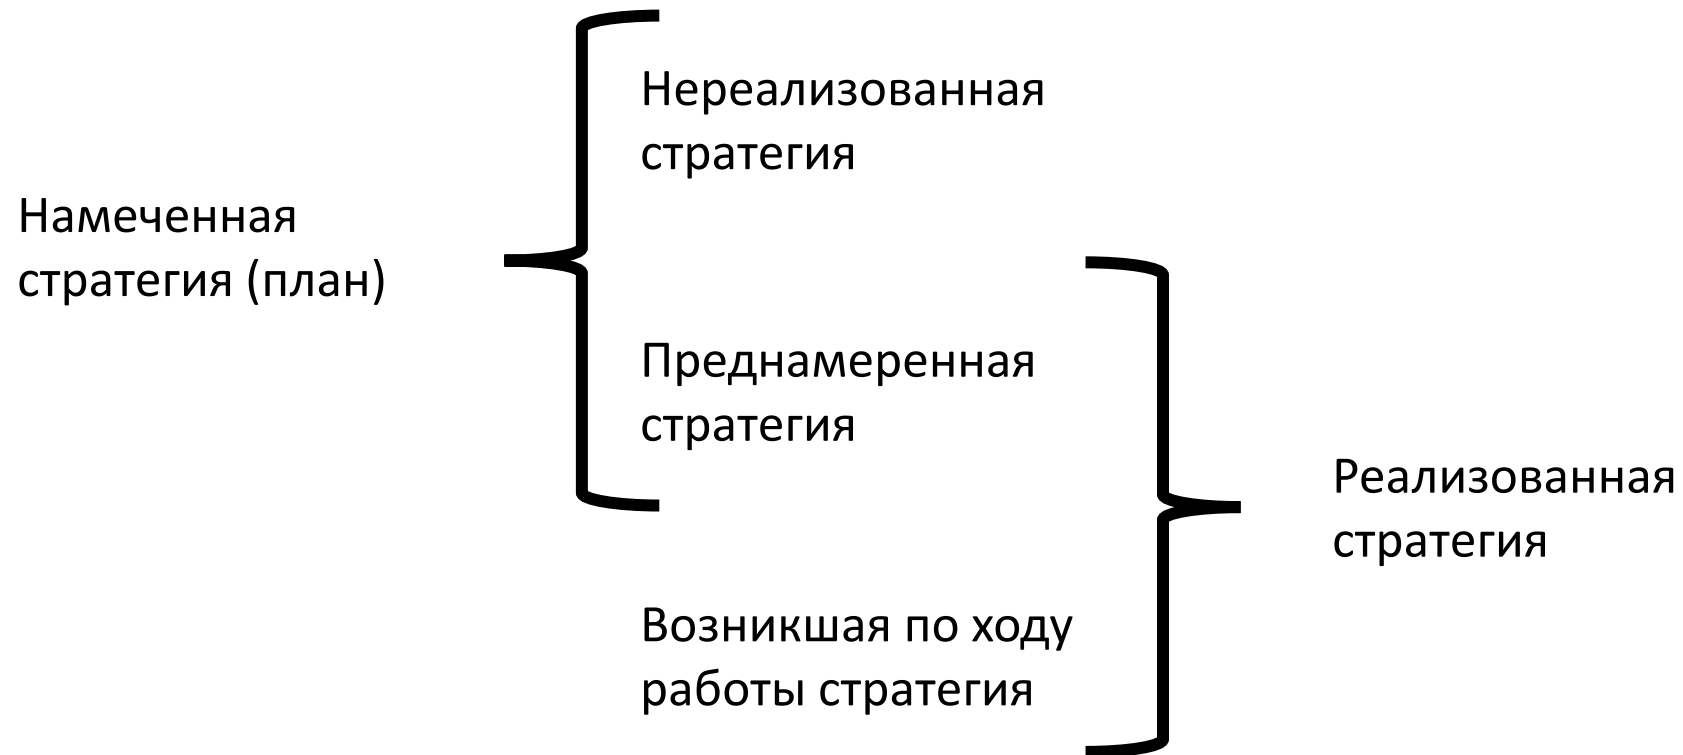 Нереализованная
стратегия
Намеченная
стратегия (план)
Преднамеренная
стратегия
Реализованная
стратегия
Возникшая по ходу
работы стратегия